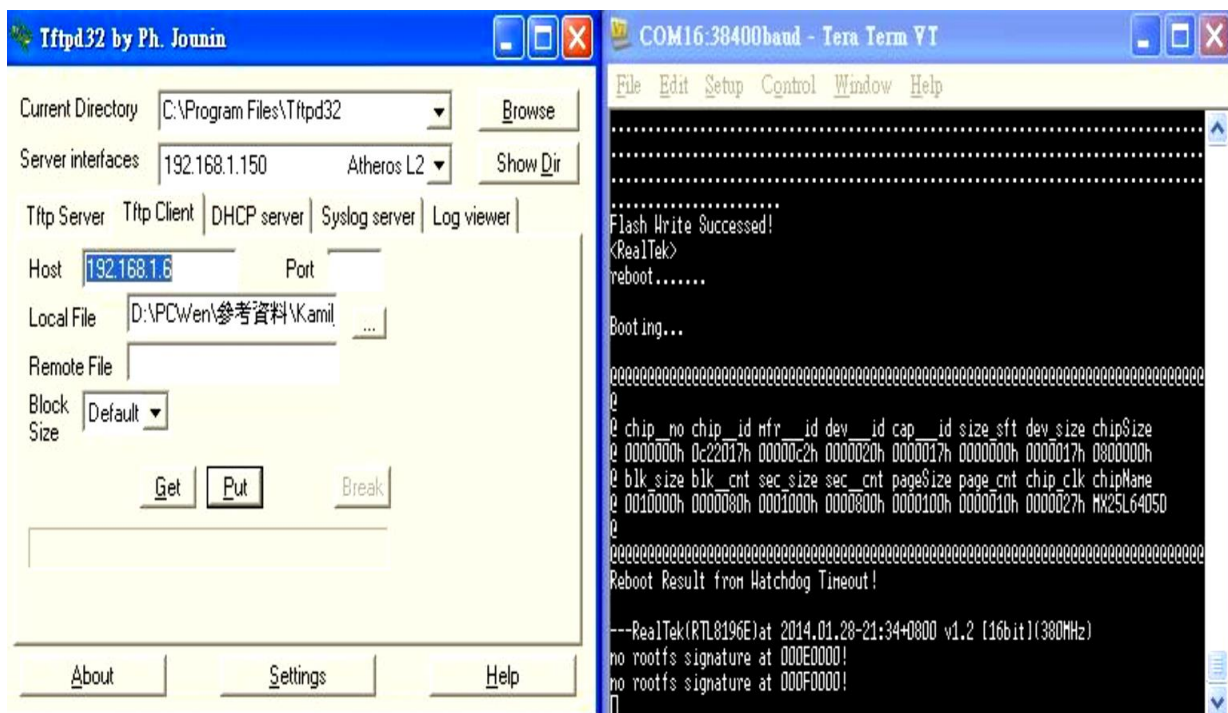 Tftpd32 by Ph. Jounin
Current Directory C:\Program Files\Tftpd32 Browse
Server interfaces 192.168.1.150 Atheros L2 Show Dir
Tftp Server Tftp Client DHCP server Syslog server Log viewer
Host 192.168.1.6 Port
Local File D:\PCWen\參考資料\Kamil ...
Remote File
Block Size Default
Get Put Break
About Settings Help
COM16:38400baud - Tera Term VT
File Edit Setup Control Window Help
................................................................................
................................................................................
................................................................................
.......................
Flash Write Successed!
<RealTek>
reboot.......
Booting...
@@@@@@@@@@@@@@@@@@@@@@@@@@@@@@@@@@@@@@@@@@@@@@@@@@@@@@@@@@@@@@@@@@@@@@@@@@@@@@@@
@
@ chip__no chip__id mfr___id dev___id cap___id size_sft dev_size chipSize
@ 0000000h 0c22017h 00000c2h 0000020h 0000017h 0000000h 0000017h 0800000h
@ blk_size blk__cnt sec_size sec__cnt pageSize page_cnt chip_clk chipName
@ 0010000h 0000080h 0001000h 0000800h 0000100h 0000010h 0000027h MX25L6405D
@
@@@@@@@@@@@@@@@@@@@@@@@@@@@@@@@@@@@@@@@@@@@@@@@@@@@@@@@@@@@@@@@@@@@@@@@@@@@@@@@@
Reboot Result from Watchdog Timeout!
---RealTek(RTL8196E)at 2014.01.28-21:34+0800 v1.2 [16bit](380MHz)
no rootfs signature at 000E0000!
no rootfs signature at 000F0000!